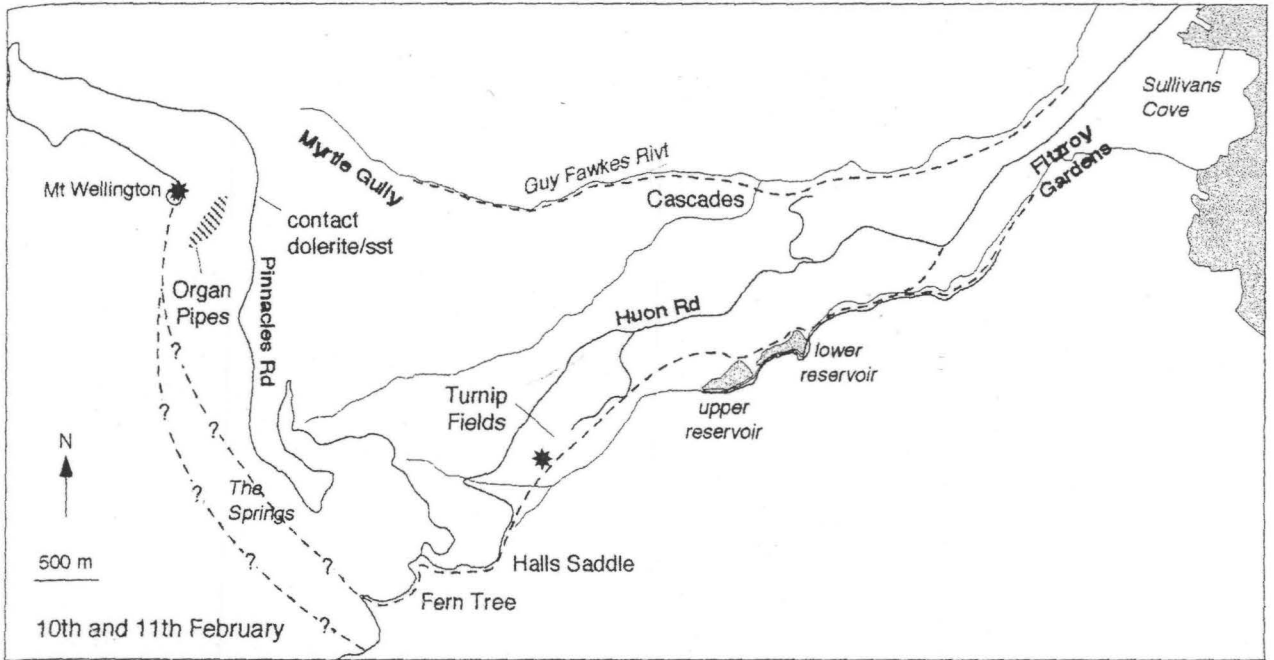 Sullivans
Cove
Fitzroy
Gardens
Myrtle Gully
Guy Fawkes Rivt
Cascades
Mt Wellington
contact
dolerite/sst
Organ
Pipes
Pinnacles Rd
Huon Rd
lower
reservoir
upper
reservoir
Turnip
Fields
?
?
?
?
?
?
?
N
The
Springs
500 m
Halls Saddle
Fern Tree
10th and 11th February